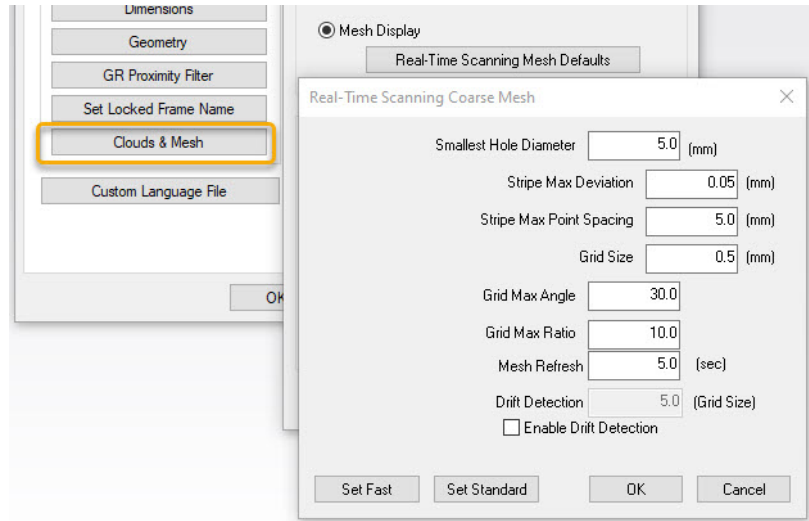 Dimensions
Geometry
GR Proximity Filter
Set Locked Frame Name
Clouds & Mesh
Custom Language File
Mesh Display
Real-Time Scanning Mesh Defaults
Real-Time Scanning Coarse Mesh
Smallest Hole Diameter 5.0 (mm)
Stripe Max Deviation 0.05 (mm)
Stripe Max Point Spacing 5.0 (mm)
Grid Size 0.5 (mm)
Grid Max Angle 30.0
Grid Max Ratio 10.0
Mesh Refresh 5.0 (sec)
Drift Detection 5.0 (Grid Size)
Enable Drift Detection
Set Fast Set Standard OK Cancel